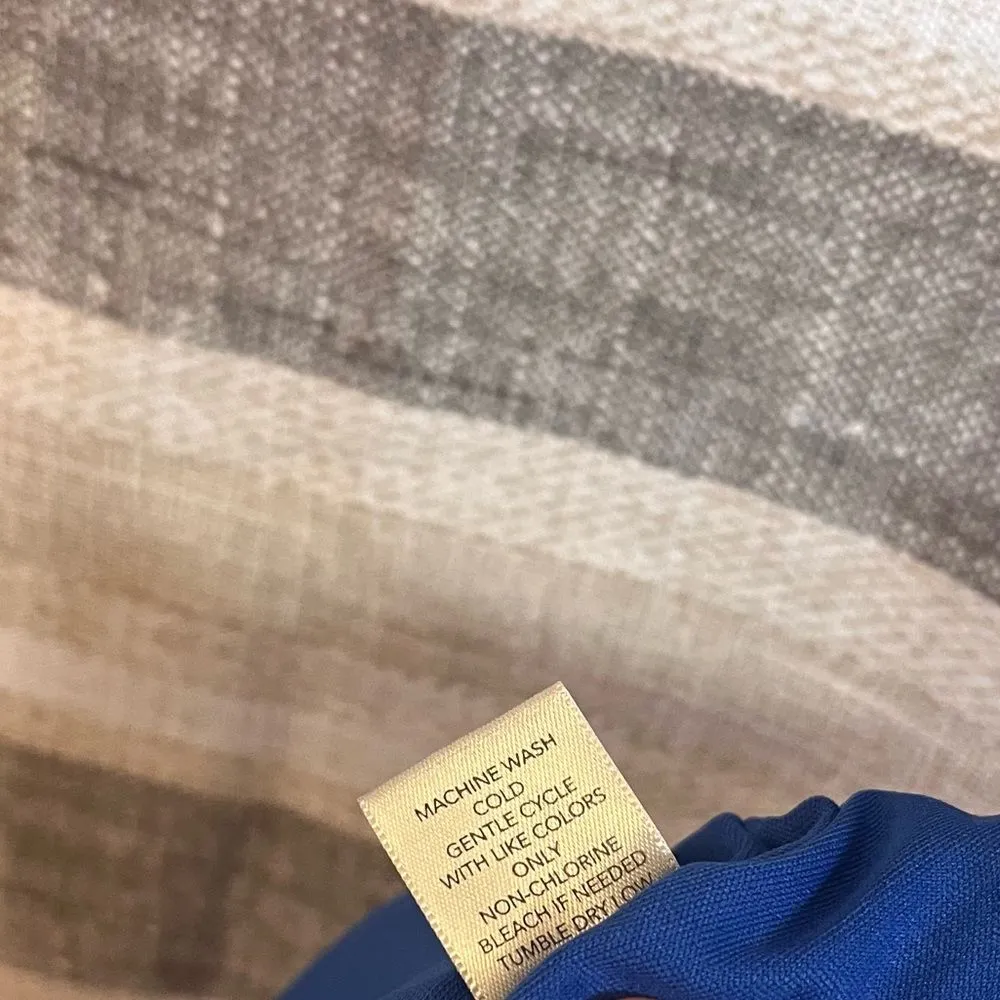 MACHINE WASH
COLD
GENTLE CYCLE
WITH LIKE COLORS
ONLY
NON-CHLORINE
BLEACH IF NEEDED
TUMBLE DRY LOW